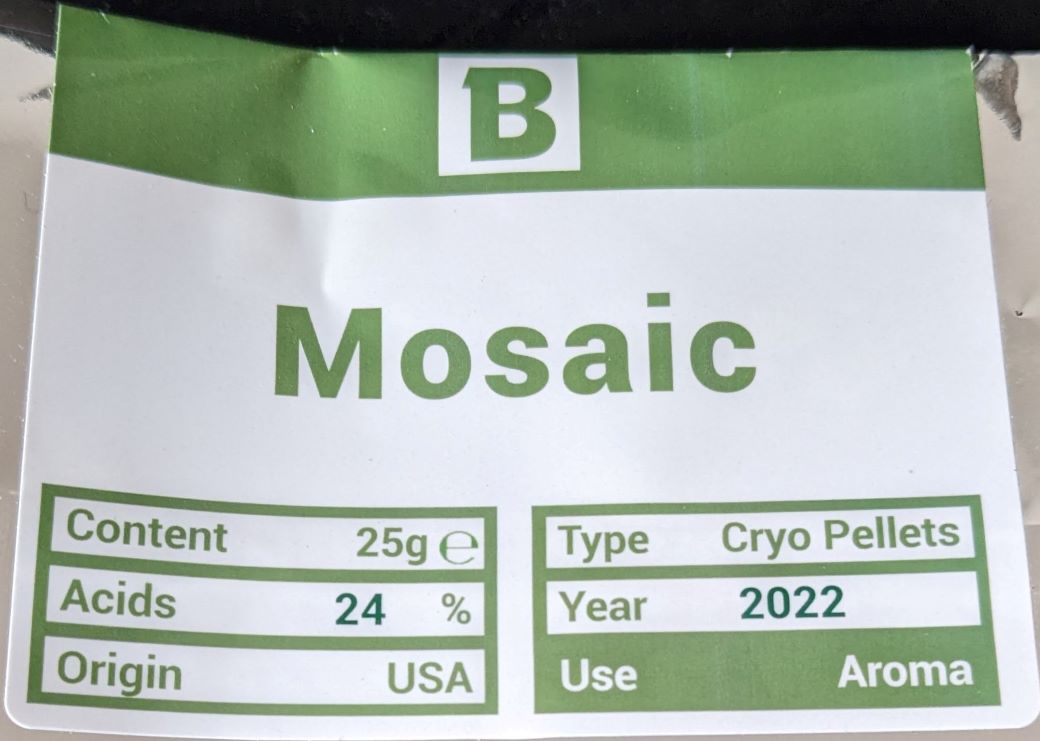 B
Mosaic
Content 25g ℮
Acids 24 %
Origin USA
Type Cryo Pellets
Year 2022
Use Aroma